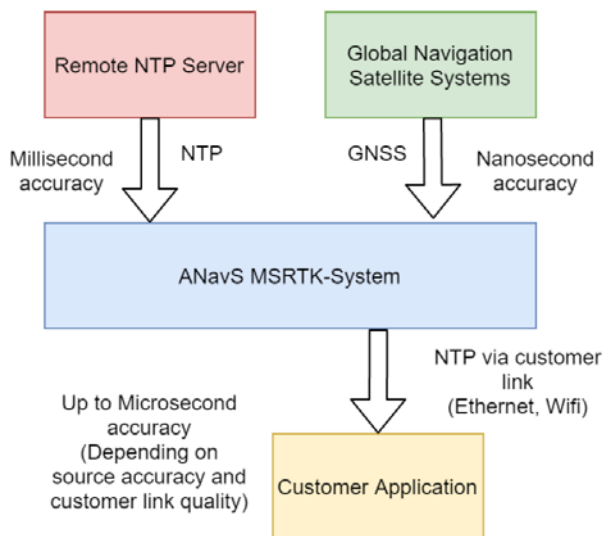 Remote NTP Server
Global Navigation
Satellite Systems
Millisecond
accuracy
NTP
GNSS
Nanosecond
accuracy
ANavS MSRTK-System
NTP via customer
link
(Ethernet, Wifi)
Up to Microsecond
accuracy
(Depending on
source accuracy and
customer link quality)
Customer Application